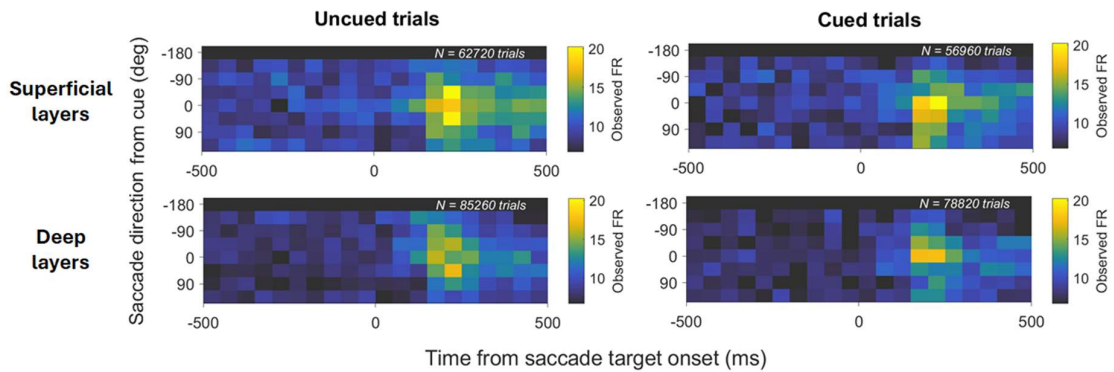 Uncued trials
Cued trials
Superficial
layers
Deep
layers
Saccade direction from cue (deg)
-180
-90
0
90
N = 62720 trials
-500
0
500
20
15
10
Observed FR
-180
-90
0
90
N = 56960 trials
-500
0
500
20
15
10
Observed FR
-180
-90
0
90
N = 85260 trials
-500
0
500
20
15
10
Observed FR
-180
-90
0
90
N = 78820 trials
-500
0
500
20
15
10
Observed FR
Time from saccade target onset (ms)